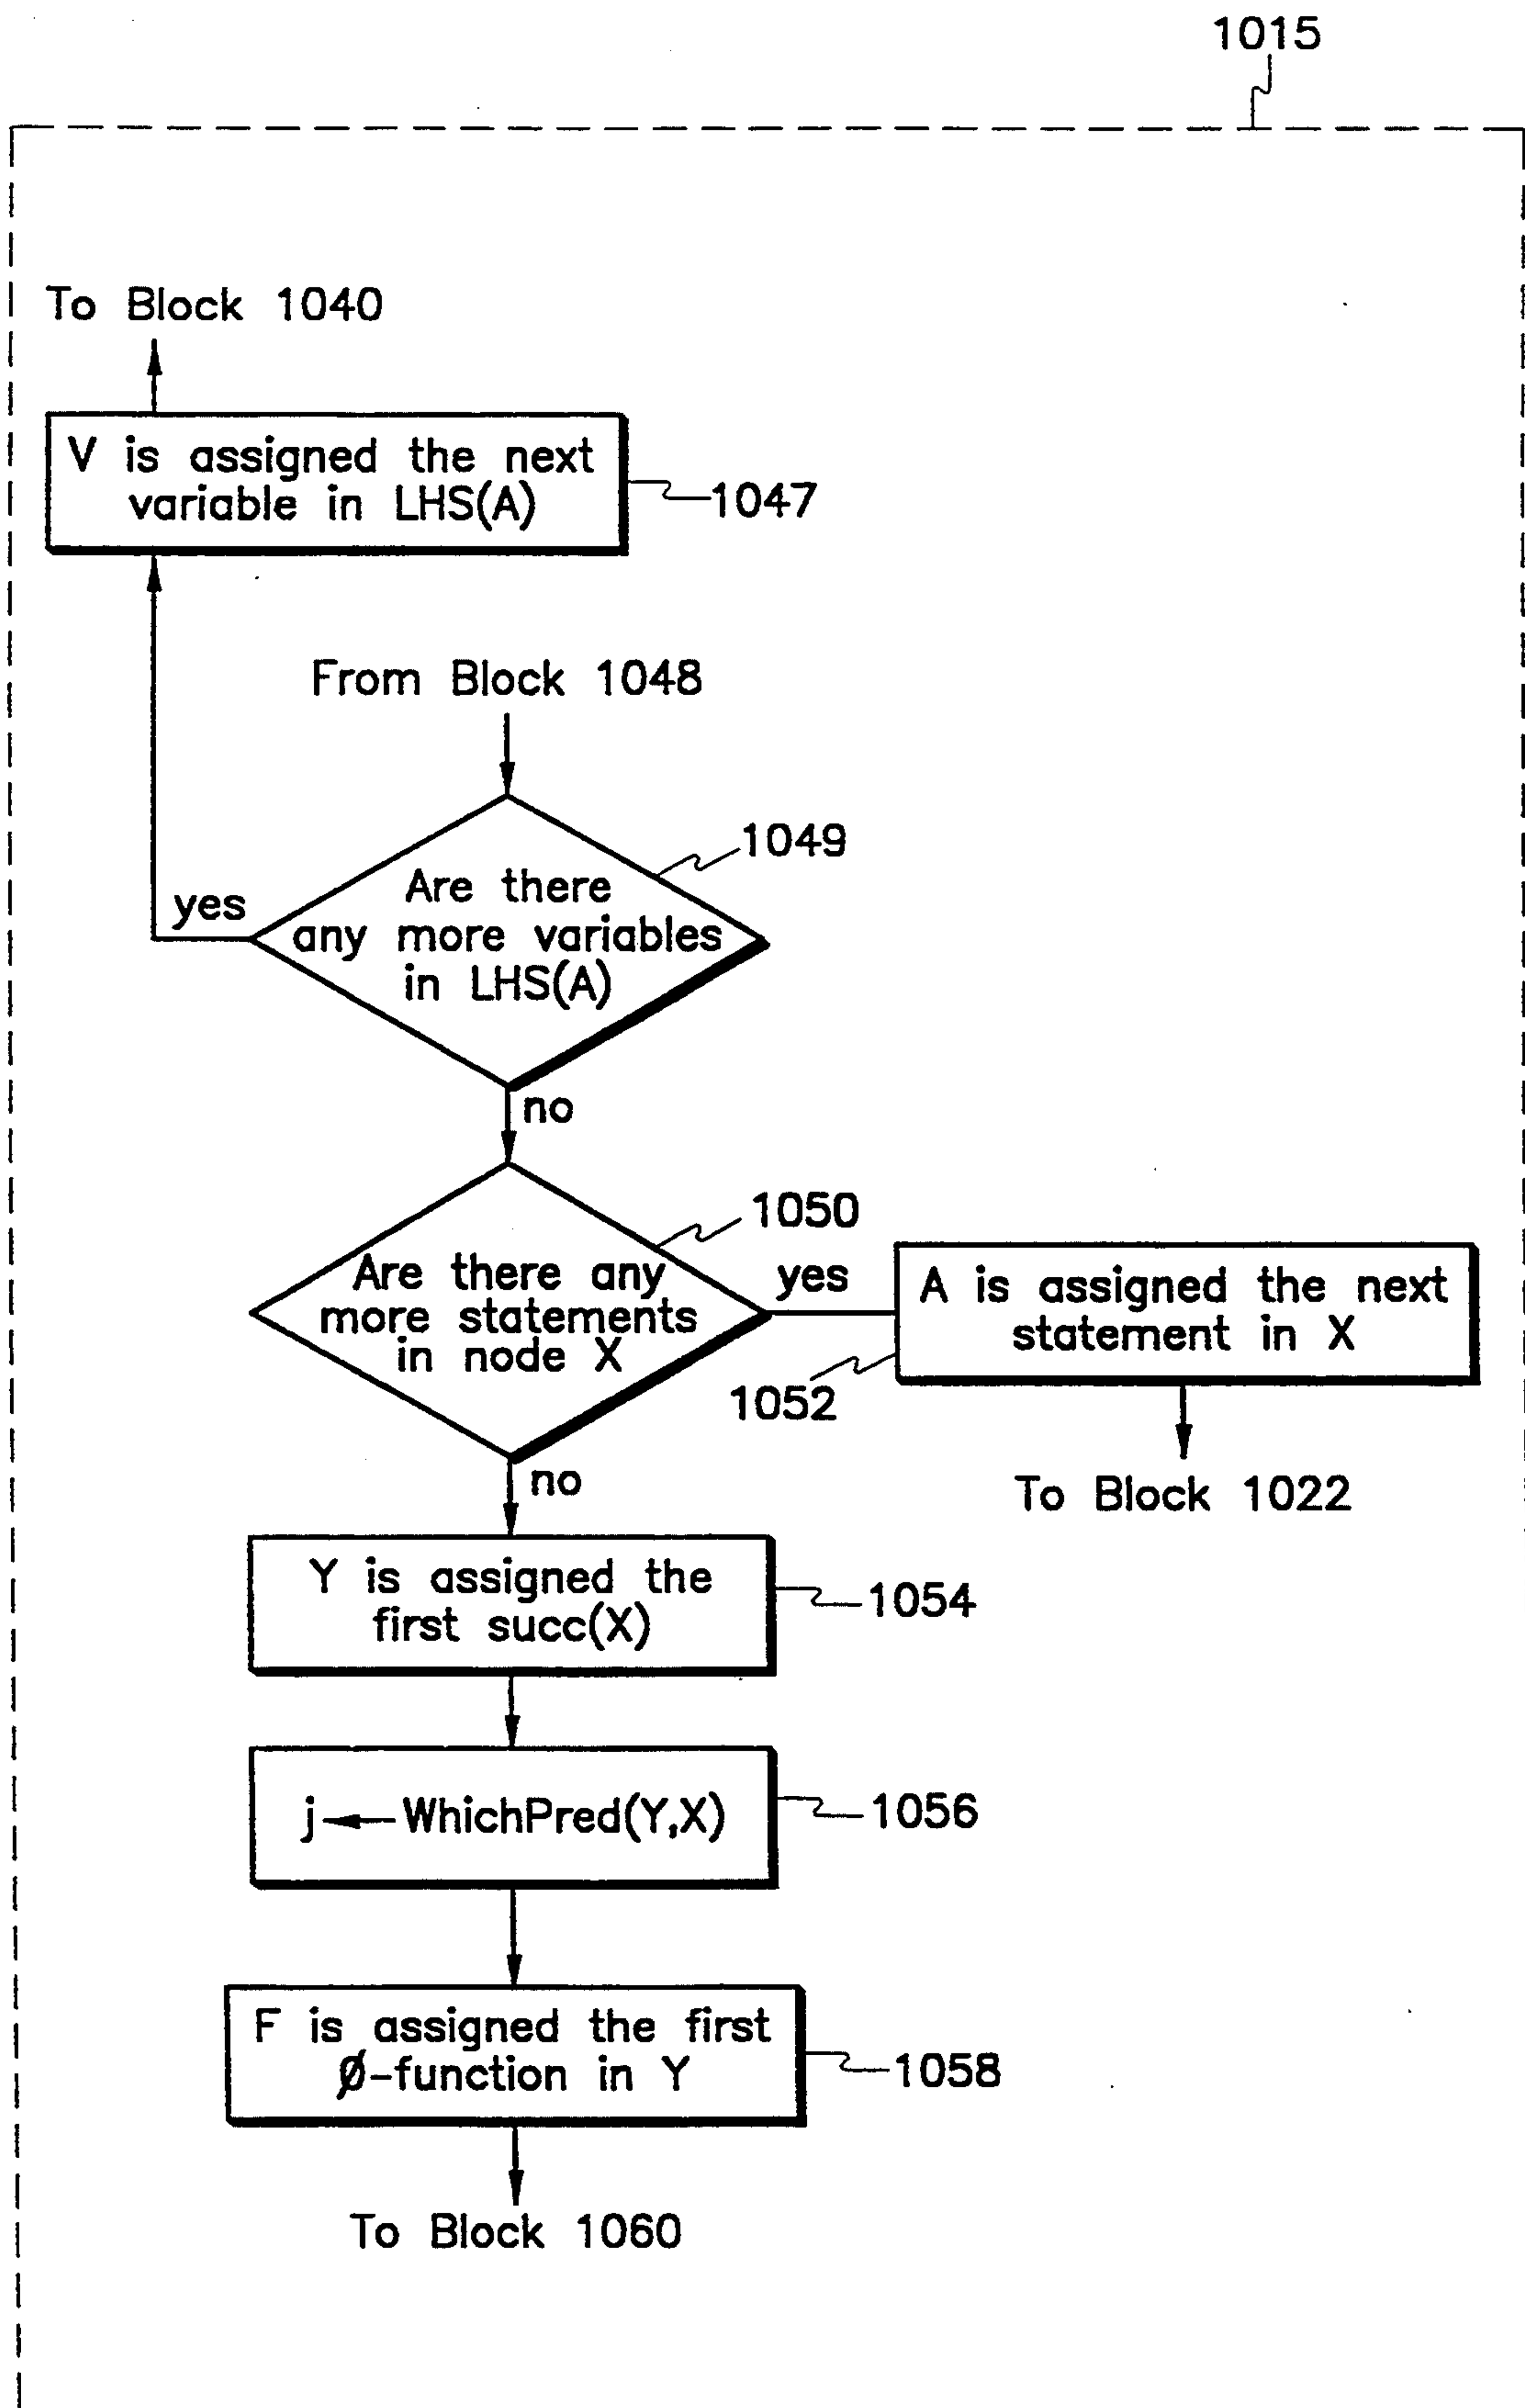 1015
To Block 1040
V is assigned the next
variable in LHS(A)
1047
From Block 1048
1049
Are there
any more variables
in LHS(A)
yes
no
1050
Are there any
more statements
in node X
yes
A is assigned the next
statement in X
1052
To Block 1022
no
Y is assigned the
first succ(X)
1054
j←WhichPred(Y,X)
1056
F is assigned the first
Ø-function in Y
1058
To Block 1060